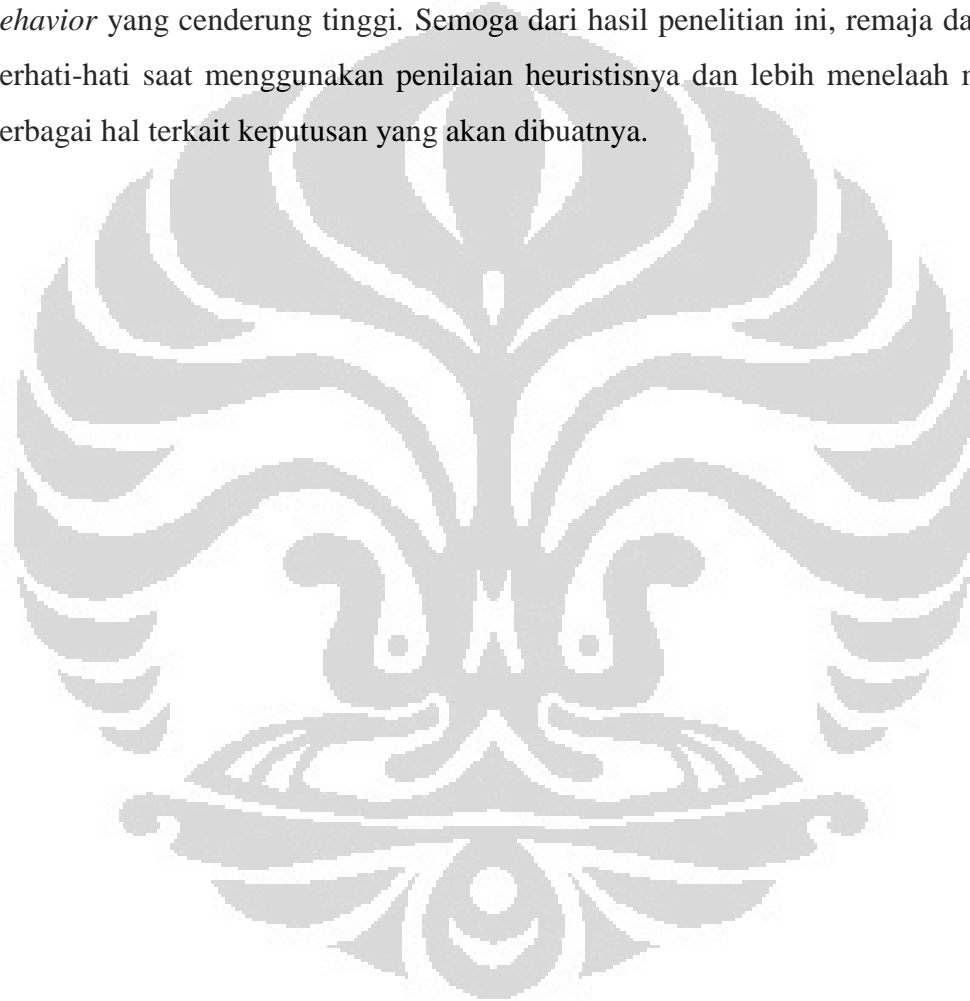 ehavior yang cenderung tinggi. Semoga dari hasil penelitian ini, remaja da
erhati-hati saat menggunakan penilaian heuristisnya dan lebih menelaah
erbagai hal terkait keputusan yang akan dibuatnya.